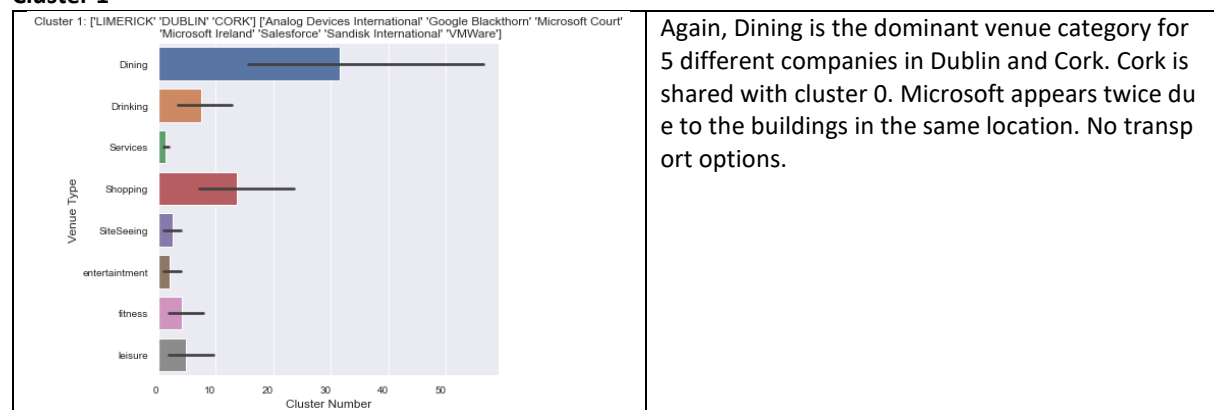 Cluster 1: ['LIMERICK' 'DUBLIN' 'CORK'] ['Analog Devices International' 'Google Blackthorn' 'Microsoft Court'
'Microsoft Ireland' 'Salesforce' 'Sandisk International' 'VMWare']
Dining
Drinking
Services
Shopping
SiteSeeing
entertaintment
fitness
leisure
Venue Type
0 10 20 30 40 50
Cluster Number
Again, Dining is the dominant venue category for
5 different companies in Dublin and Cork. Cork is
shared with cluster 0. Microsoft appears twice du
e to the buildings in the same location. No transp
ort options.